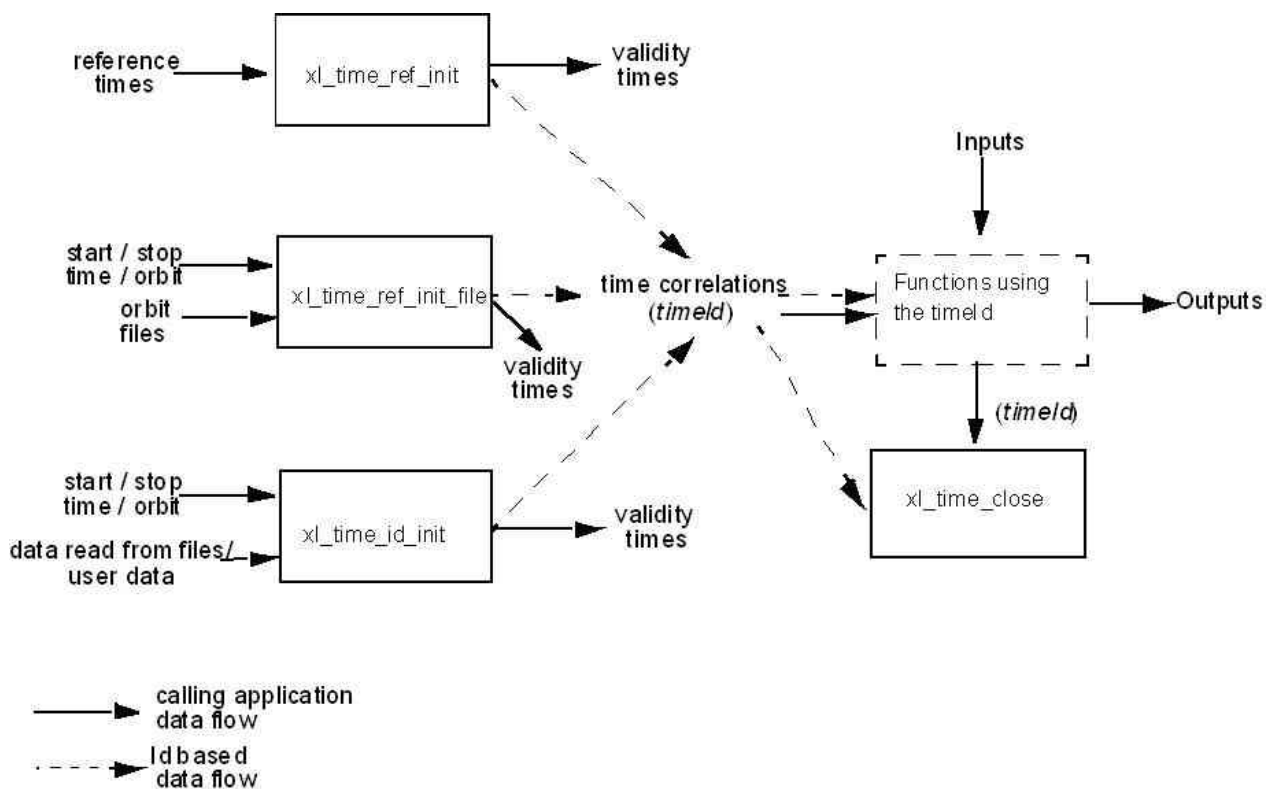 reference
times
xl_time_ref_init
validity
times
Inputs
start / stop
time / orbit
orbit
files
xl_time_ref_init_file
validity
times
time correlations
(timeId)
Functions using
the timeId
Outputs
(timeId)
start / stop
time / orbit
data read from files/
user data
xl_time_id_init
validity
times
xl_time_close
calling application
data flow
Id based
data flow